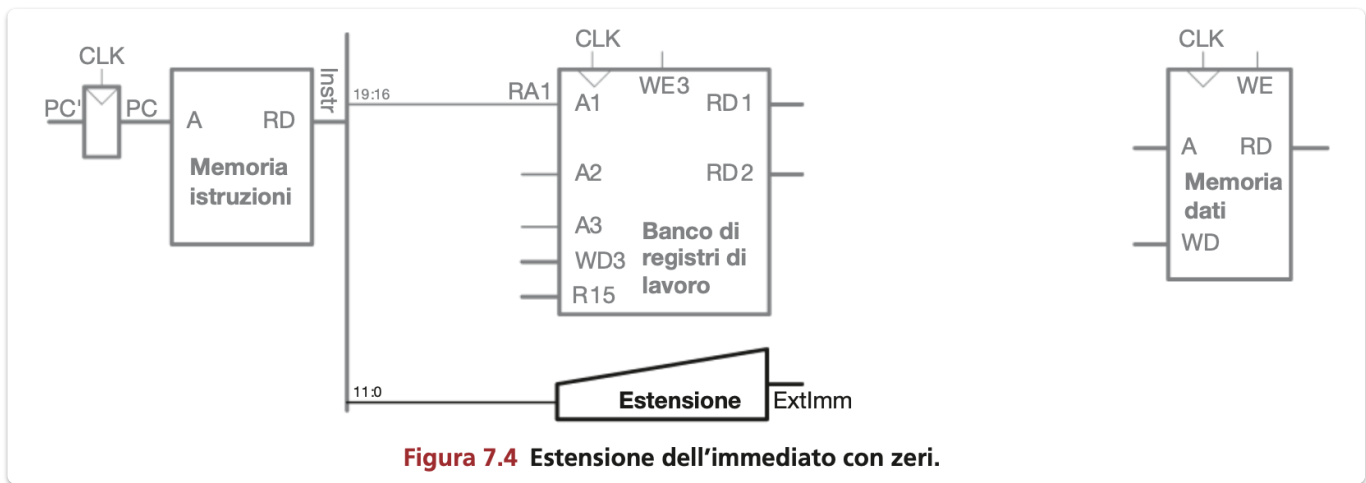 CLK
PC'
PC
A
RD
Memoria
istruzioni
Instr
19:16
RA1
CLK
WE3
A1
RD1
A2
RD2
A3
WD3
R15
Banco di
registri di
lavoro
CLK
WE
A
RD
Memoria
dati
WD
11:0
Estensione
ExtImm
Figura 7.4 Estensione dell'immediato con zeri.